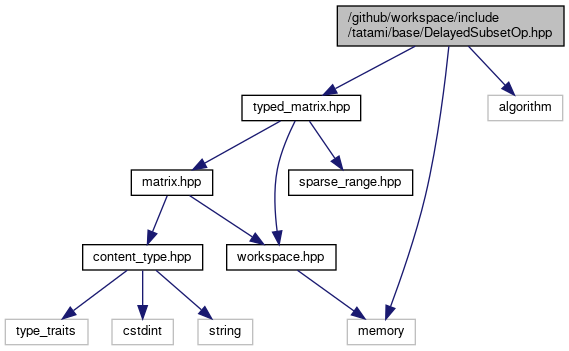 /github/workspace/include
/tatami/base/DelayedSubsetOp.hpp
typed_matrix.hpp
algorithm
matrix.hpp
sparse_range.hpp
content_type.hpp
workspace.hpp
type_traits
cstdint
string
memory